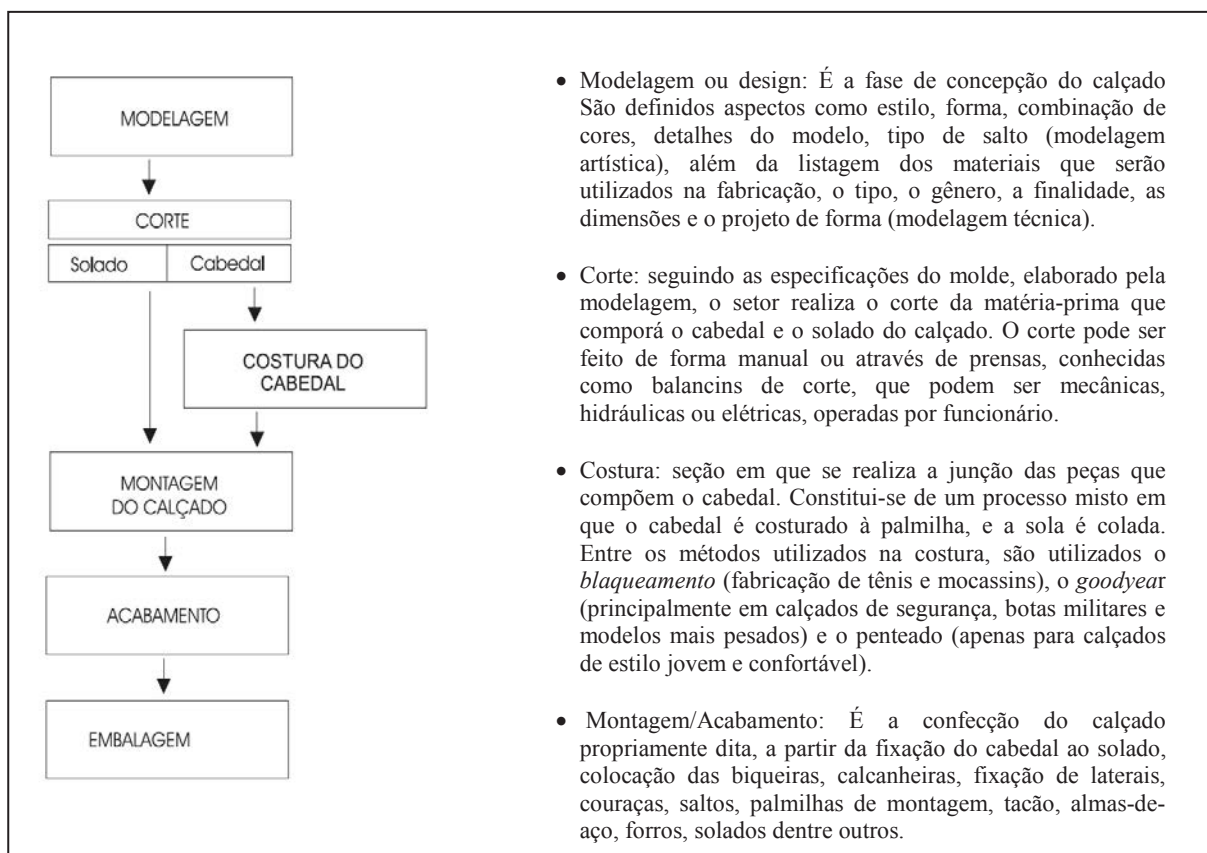 MODELAGEM
CORTE
Solado
Cabedal
COSTURA DO
CABEDAL
MONTAGEM
DO CALÇADO
ACABAMENTO
EMBALAGEM
• Modelagem ou design: É a fase de concepção do calçado
São definidos aspectos como estilo, forma, combinação de
cores, detalhes do modelo, tipo de salto (modelagem
artística), além da listagem dos materiais que serão
utilizados na fabricação, o tipo, o gênero, a finalidade, as
dimensões e o projeto de forma (modelagem técnica).
• Corte: seguindo as especificações do molde, elaborado pela
modelagem, o setor realiza o corte da matéria-prima que
comporá o cabedal e o solado do calçado. O corte pode ser
feito de forma manual ou através de prensas, conhecidas
como balancins de corte, que podem ser mecânicas,
hidráulicas ou elétricas, operadas por funcionário.
• Costura: seção em que se realiza a junção das peças que
compõem o cabedal. Constitui-se de um processo misto em
que o cabedal é costurado à palmilha, e a sola é colada.
Entre os métodos utilizados na costura, são utilizados o
blaqueamento (fabricação de tênis e mocassins), o goodyear
(principalmente em calçados de segurança, botas militares e
modelos mais pesados) e o penteado (apenas para calçados
de estilo jovem e confortável).
• Montagem/Acabamento: É a confecção do calçado
propriamente dita, a partir da fixação do cabedal ao solado,
colocação das biqueiras, calcanheiras, fixação de laterais,
couraças, saltos, palmilhas de montagem, tacão, almas-de-
aço, forros, solados dentre outros.